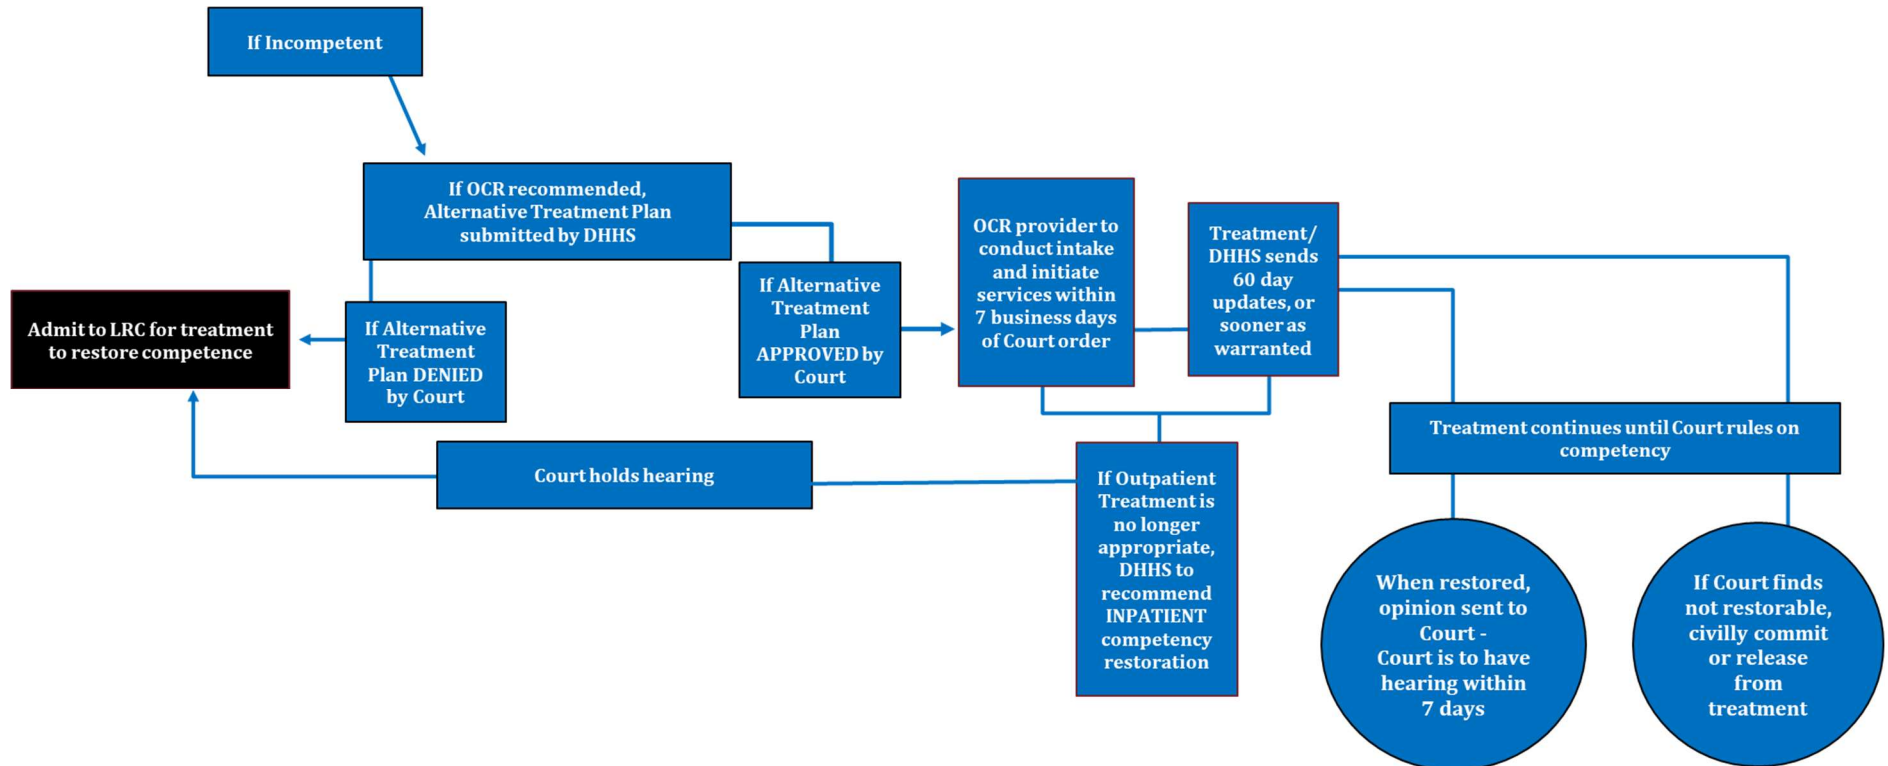 If Incompetent
If OCR recommended,
Alternative Treatment Plan
submitted by DHHS
Admit to LRC for treatment
to restore competence
If Alternative
Treatment
Plan DENIED
by Court
If Alternative
Treatment
Plan
APPROVED by
Court
OCR provider to
conduct intake
and initiate
services within
7 business days
of Court order
Treatment/
DHHS sends
60 day
updates, or
sooner as
warranted
Court holds hearing
If Outpatient
Treatment is
no longer
appropriate,
DHHS to
recommend
INPATIENT
competency
restoration
Treatment continues until Court rules on
competency
When restored,
opinion sent to
Court -
Court is to have
hearing within
7 days
If Court finds
not restorable,
civilly commit
or release
from
treatment